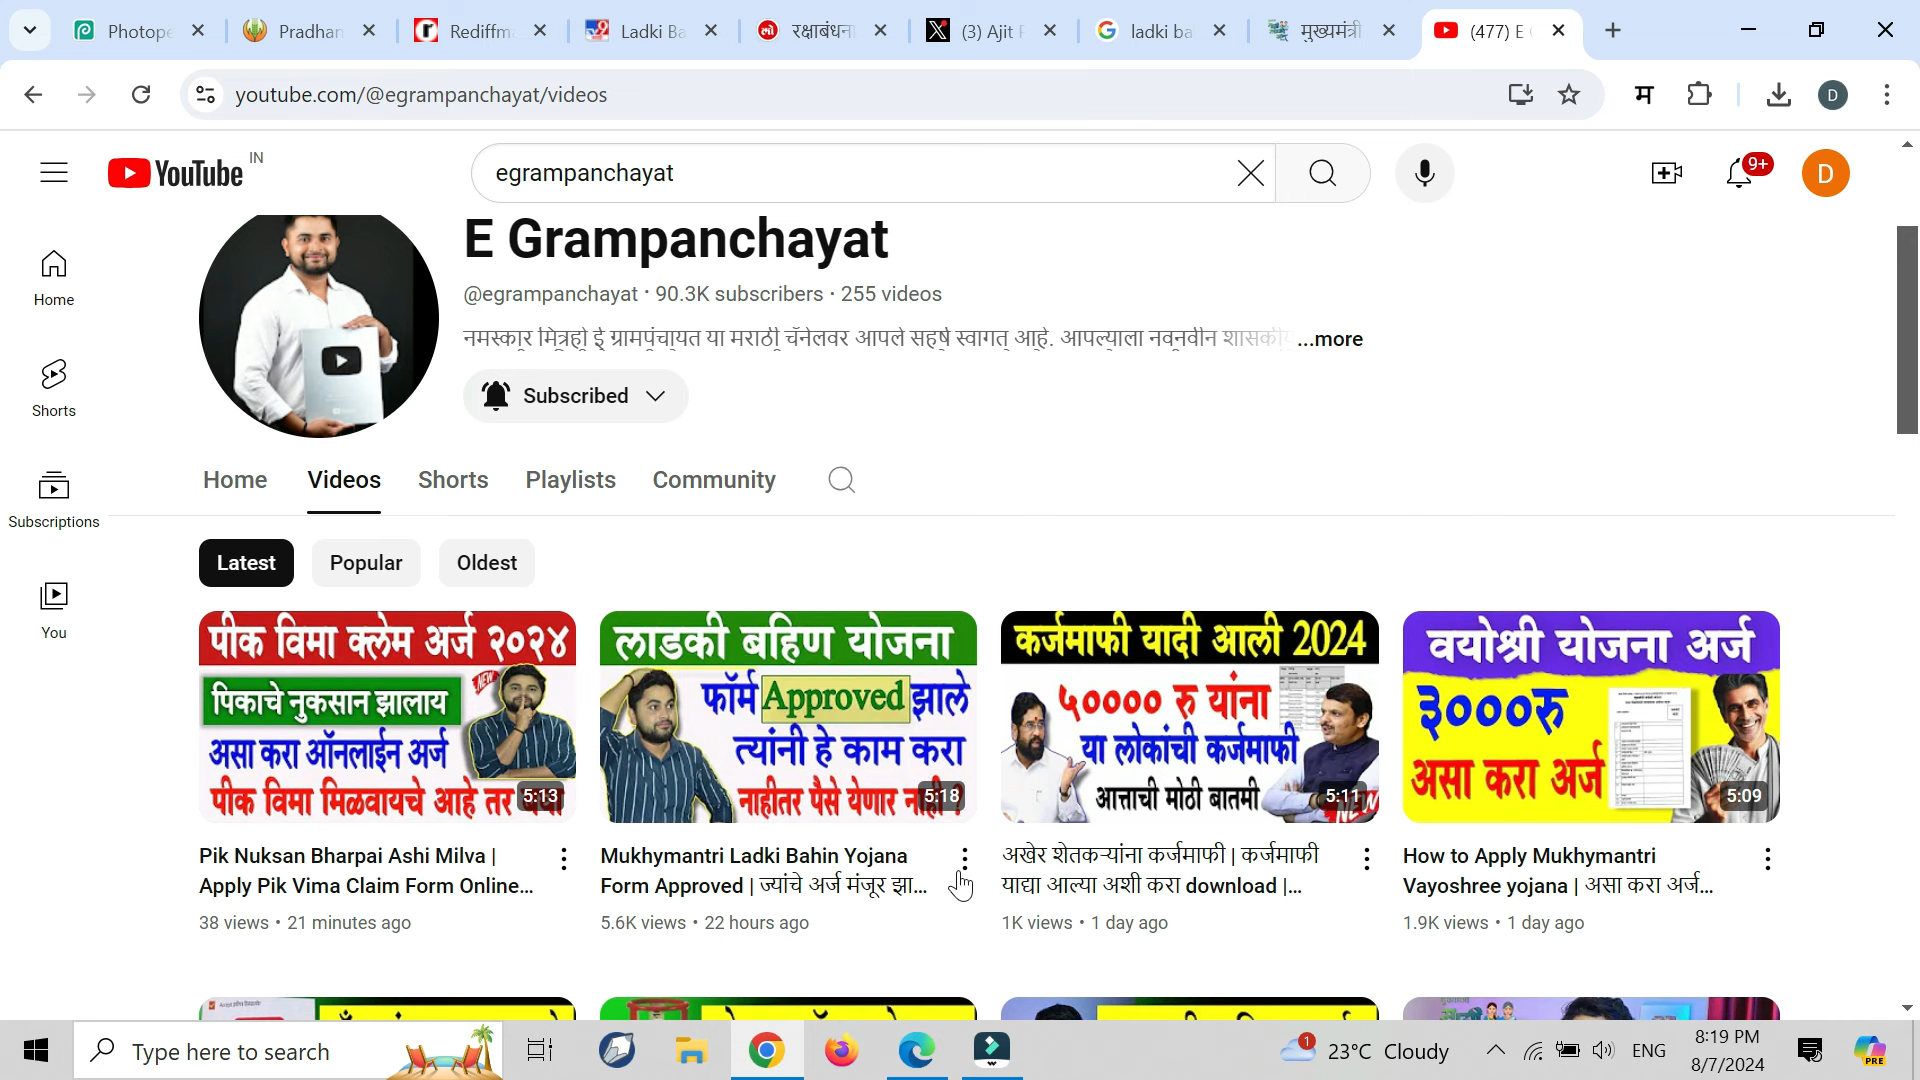 Photope
Pradhan
Rediffm
Ladki Ba
रक्षाबंधना
(3) Ajit P
ladki ba
मुख्यमंत्री
(477) E
youtube.com/@egrampanchayat/videos
म
D
YouTube IN
egrampanchayat
9+
D
Home
Shorts
Subscriptions
You
E Grampanchayat
@egrampanchayat · 90.3K subscribers · 255 videos
नमस्कार मित्रहो ई ग्रामपंचायत या मराठी चॅनेलवर आपले सहर्ष स्वागत आहे. आपल्याला नवनवीन शासकीय ...more
Subscribed
Home Videos Shorts Playlists Community
Latest Popular Oldest
पीक विमा क्लेम अर्ज २०२४
NEW
पिकाचे नुकसान झालाय
असा करा ऑनलाईन अर्ज
पीक विमा मिळवायचे आहे तर
5:13
Pik Nuksan Bharpai Ashi Milva |
Apply Pik Vima Claim Form Online...
38 views • 21 minutes ago
लाडकी बहिण योजना
फॉर्म Approved झाले
त्यांनी हे काम करा
नाहीतर पैसे येणार
5:18
Mukhymantri Ladki Bahin Yojana
Form Approved | ज्यांचे अर्ज मंजूर झा...
5.6K views • 22 hours ago
कर्जमाफी यादी आली 2024
५०००० रु यांना
या लोकांची कर्जमाफी
आत्ताची मोठी बातमी
5:11
NEW
अखेर शेतकऱ्यांना कर्जमाफी | कर्जमाफी
याद्या आल्या अशी करा download |...
1K views • 1 day ago
वयोश्री योजना अर्ज
३०००रु
असा करा अर्ज
5:09
How to Apply Mukhymantri
Vayoshree yojana | असा करा अर्ज...
1.9K views • 1 day ago
Type here to search
1
23°C Cloudy
ENG
8:19 PM
8/7/2024
PRE